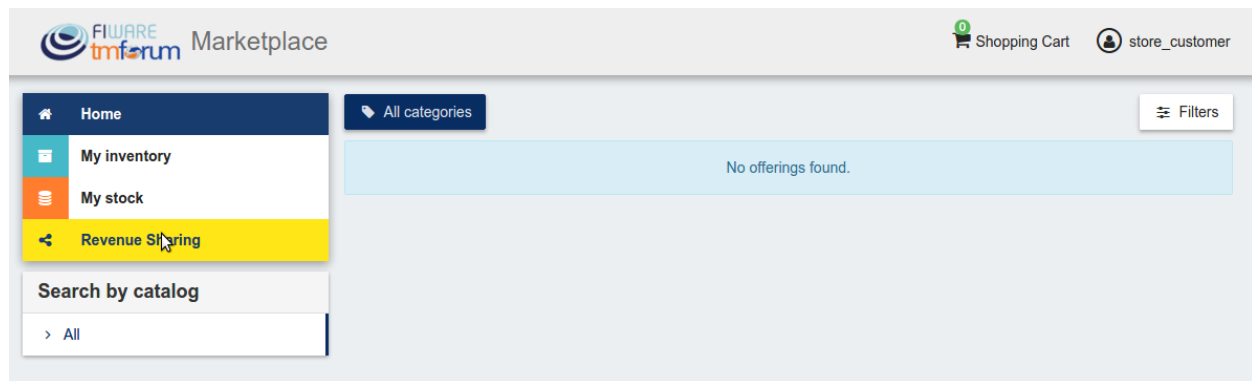 FIWARE
tmforum
Marketplace
0
Shopping Cart
store_customer
Home
My inventory
My stock
Revenue Sharing
Search by catalog
All
All categories
Filters
No offerings found.